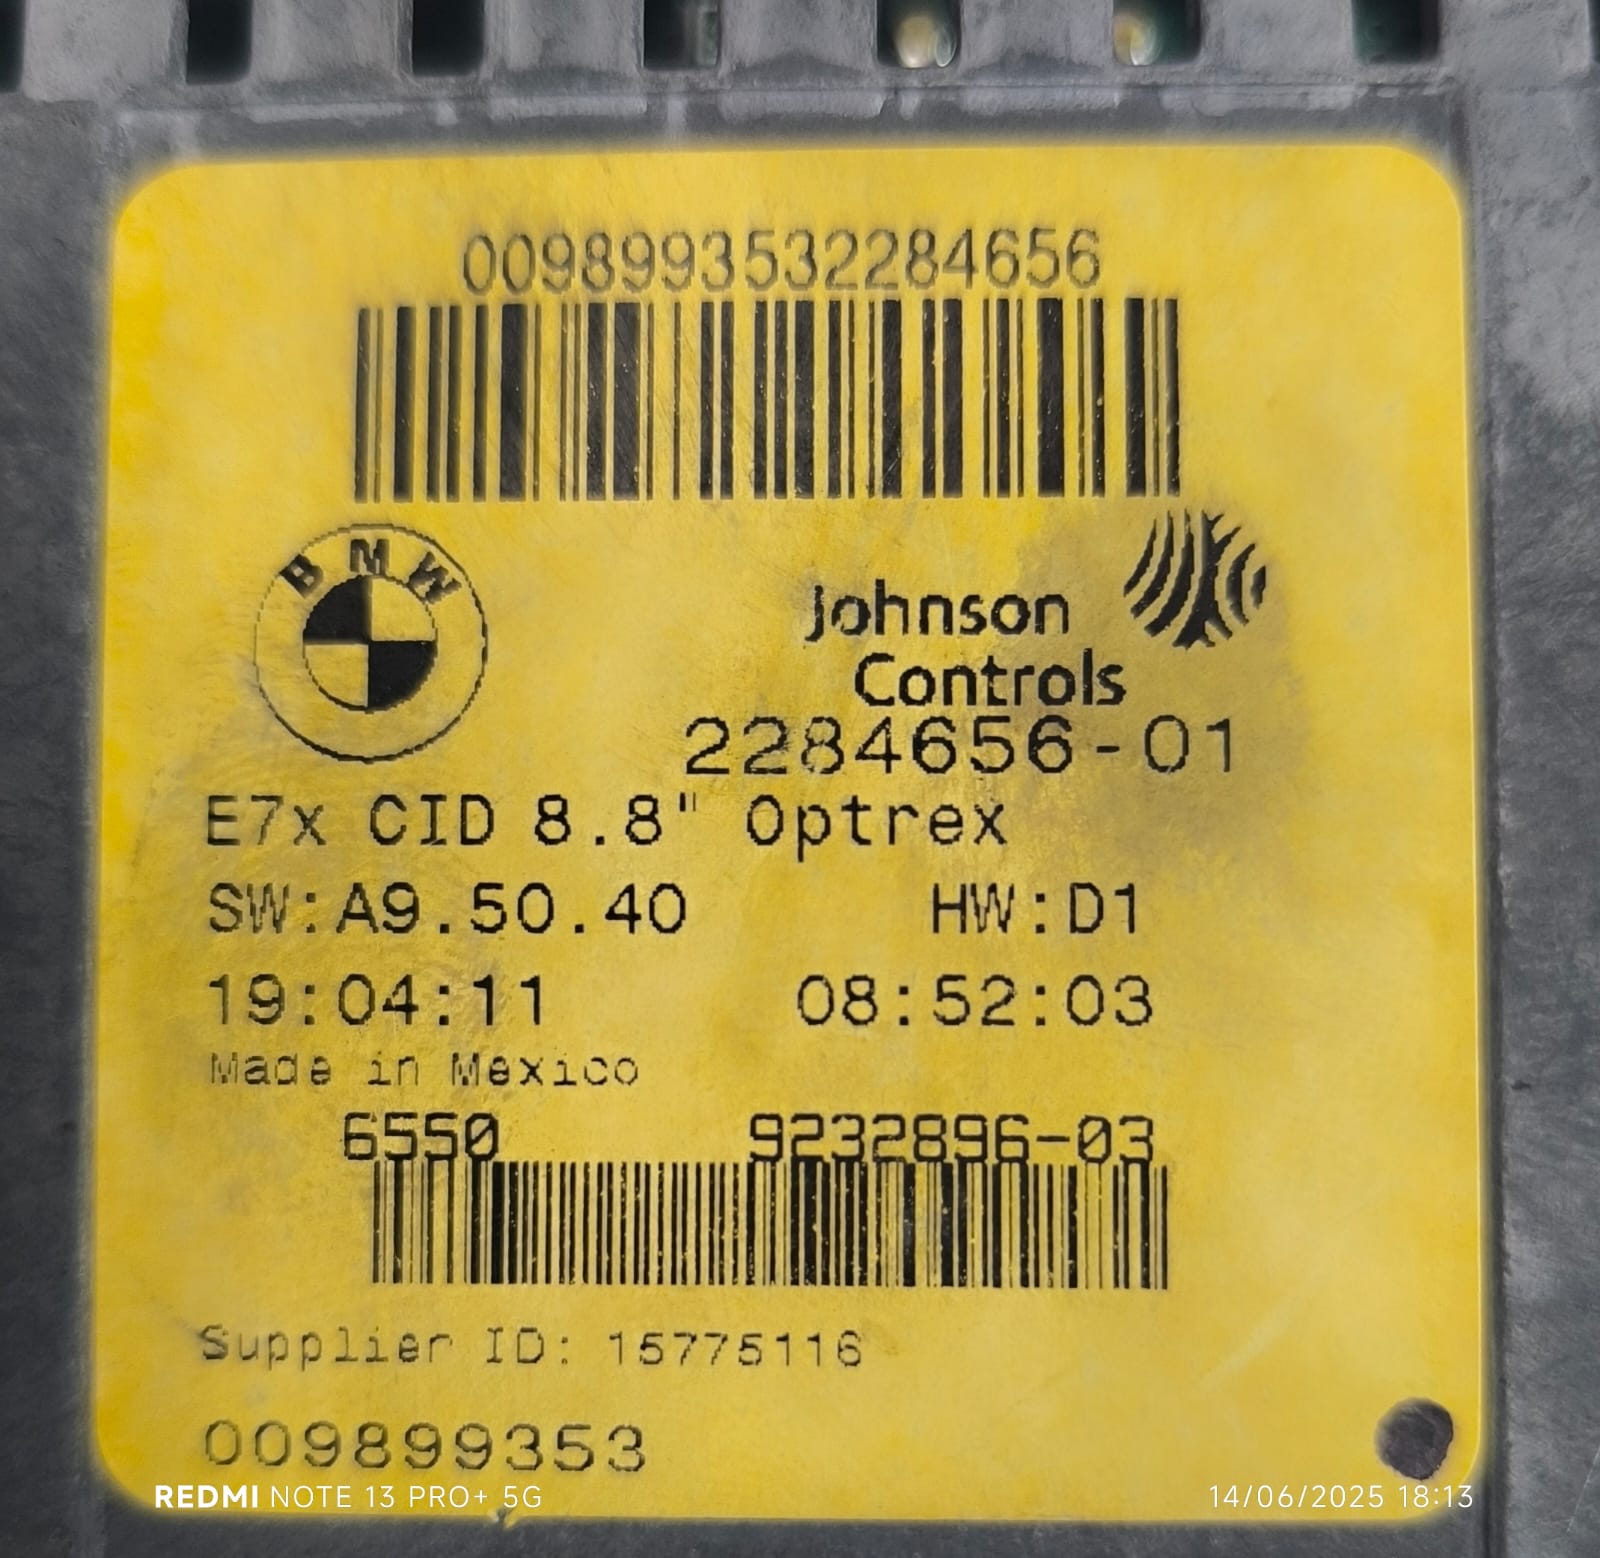 0098993532284656
BMW
Johnson
Controls
2284656-01
E7x CID 8.8" Optrex
SW:A9.50.40 HW:D1
19:04:11 08:52:03
Made in Mexico
6550 9232896-03
Supplier ID: 15775116
009899353
REDMI NOTE 13 PRO+ 5G 14/06/2025 18:13